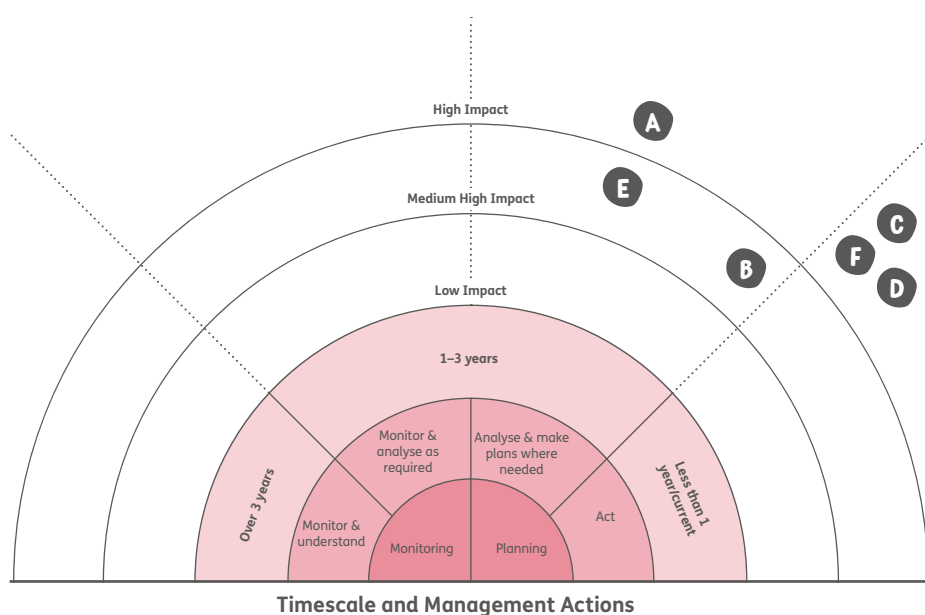 High Impact
A
E
Medium High Impact
C
F
B
D
Low Impact
1–3 years
Monitor &
analyse as
required
Analyse & make
plans where
needed
Over 3 years
Less than 1
year/current
Monitor &
understand
Act
Monitoring
Planning
Timescale and Management Actions